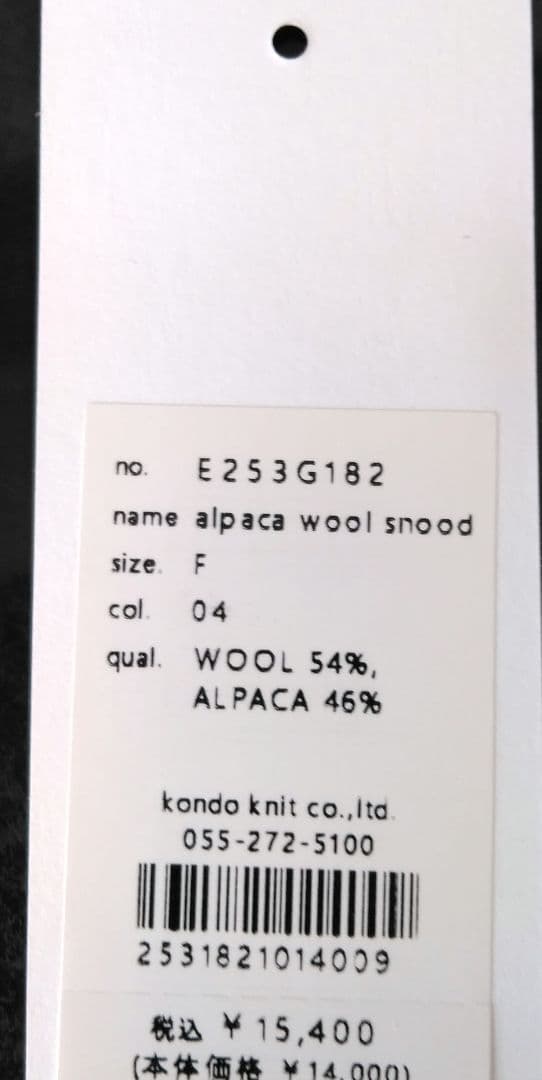 no. E253G182
name alpaca wool snood
size. F
col. 04
qual. WOOL 54%,
ALPACA 46%
kondo knit co.,ltd.
055-272-5100
2531821014009
税込 ¥ 15,400
(本体価格 ¥ 14,000)